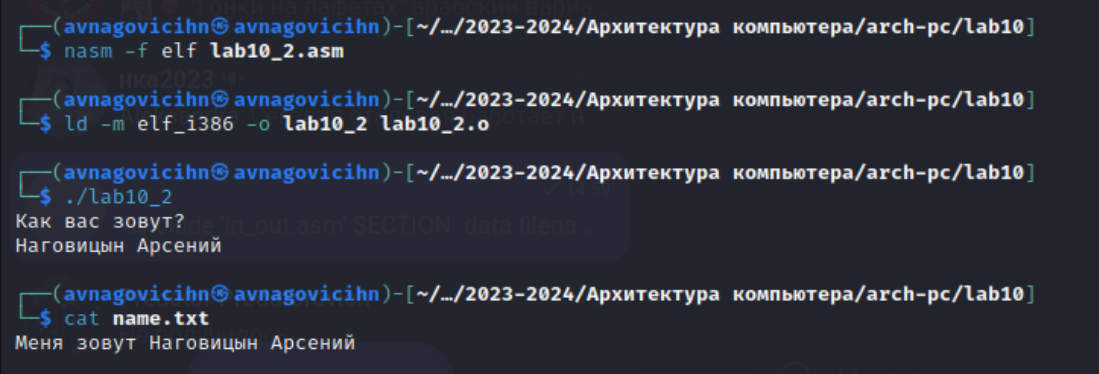 ┌──(avnagovicihn㉿avnagovicihn)-[~/…/2023-2024/Архитектура компьютера/arch-pc/lab10]
└─$ nasm -f elf lab10_2.asm
┌──(avnagovicihn㉿avnagovicihn)-[~/…/2023-2024/Архитектура компьютера/arch-pc/lab10]
└─$ ld -m elf_i386 -o lab10_2 lab10_2.o
┌──(avnagovicihn㉿avnagovicihn)-[~/…/2023-2024/Архитектура компьютера/arch-pc/lab10]
└─$ ./lab10_2
Как вас зовут?
Наговицын Арсений
┌──(avnagovicihn㉿avnagovicihn)-[~/…/2023-2024/Архитектура компьютера/arch-pc/lab10]
└─$ cat name.txt
Меня зовут Наговицын Арсений